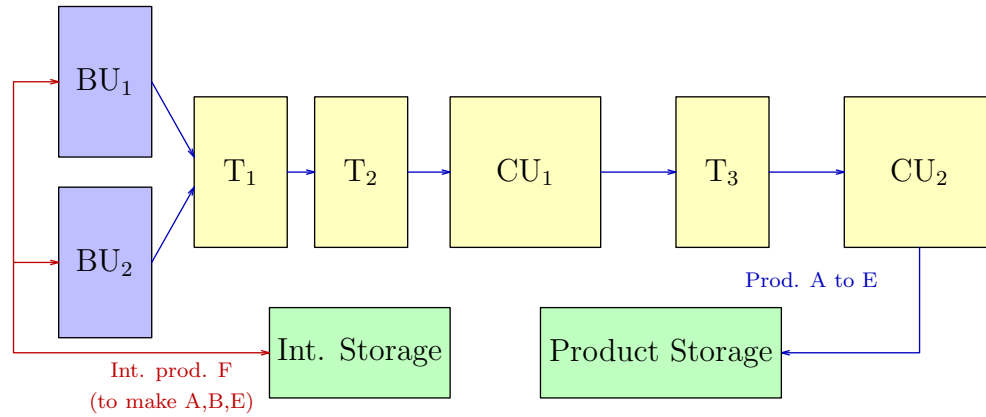 BU₁
T₁
T₂
CU₁
T₃
CU₂
BU₂
Prod. A to E
Int. Storage
Product Storage
Int. prod. F
(to make A,B,E)